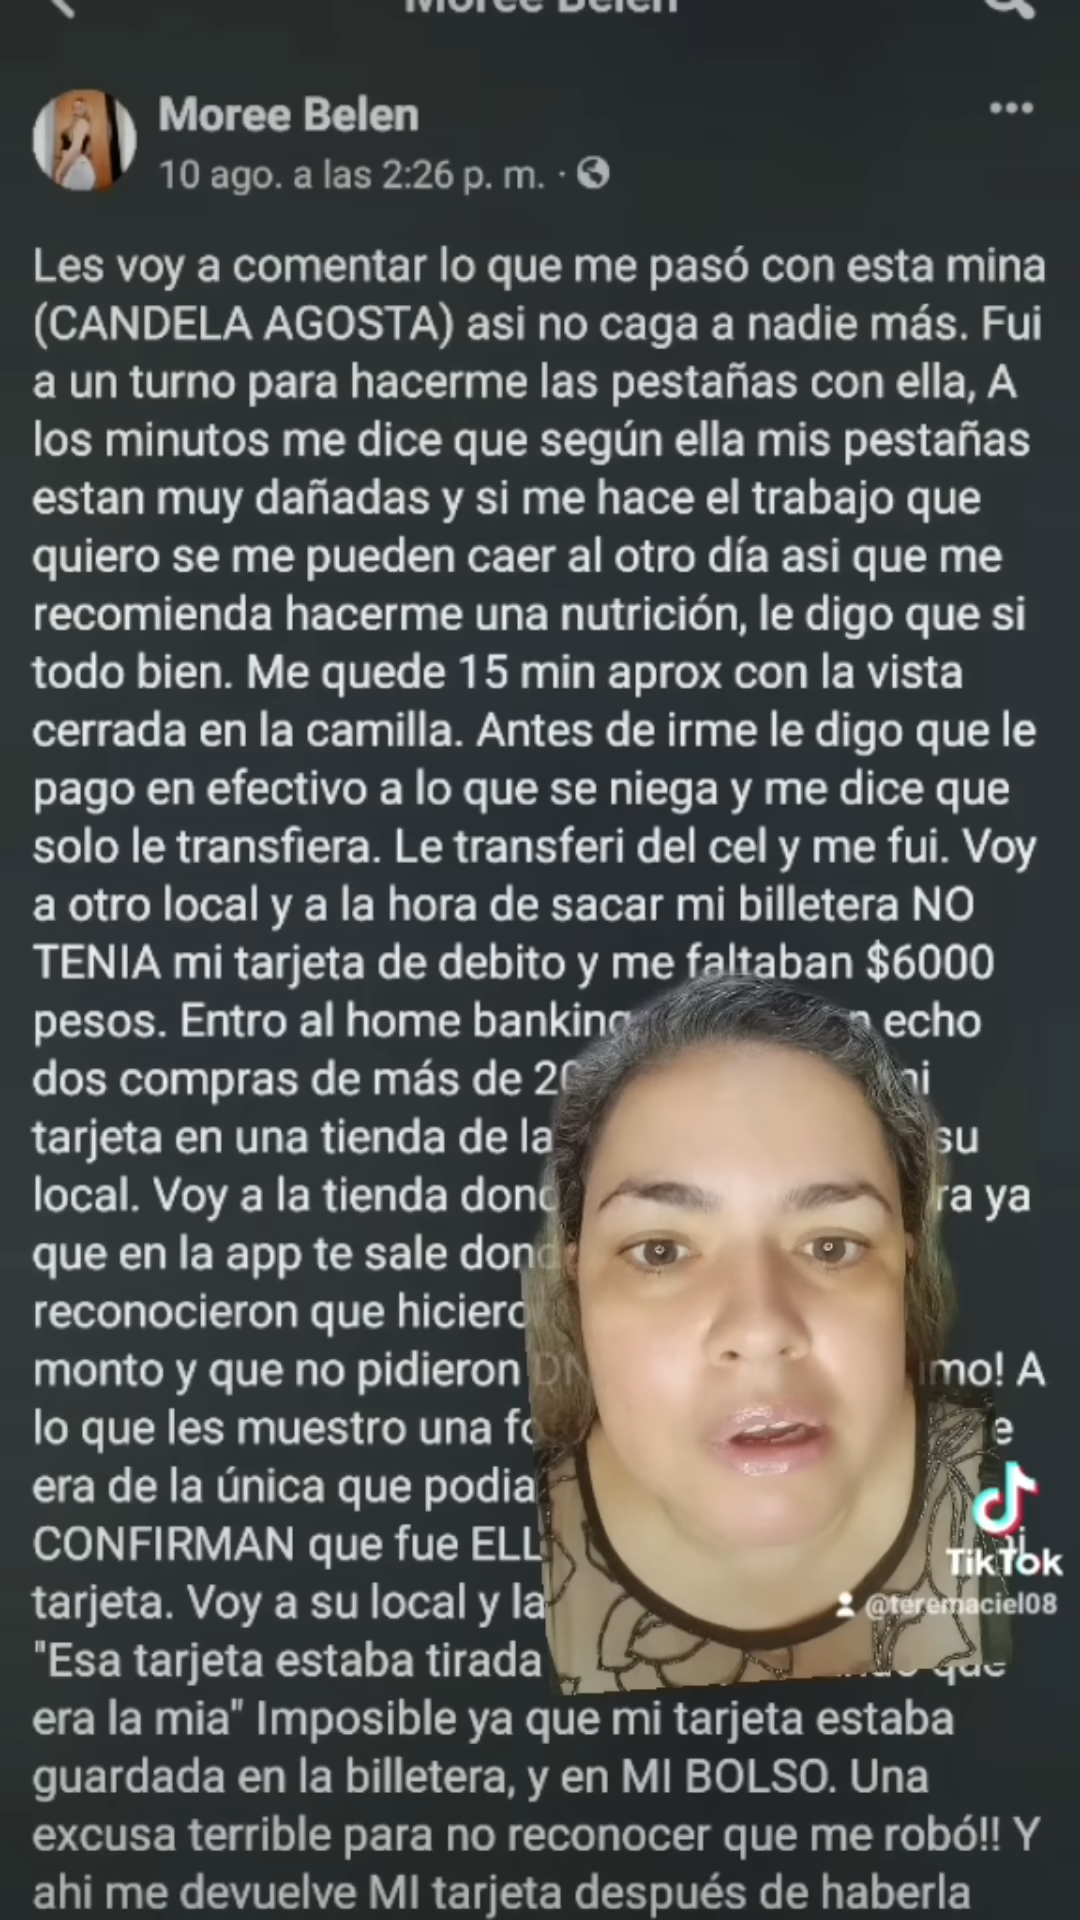 Moree Belen
Moree Belen
10 ago. a las 2:26 p. m. ·
Les voy a comentar lo que me pasó con esta mina
(CANDELA AGOSTA) asi no caga a nadie más. Fui
a un turno para hacerme las pestañas con ella, A
los minutos me dice que según ella mis pestañas
estan muy dañadas y si me hace el trabajo que
quiero se me pueden caer al otro día asi que me
recomienda hacerme una nutrición, le digo que si
todo bien. Me quede 15 min aprox con la vista
cerrada en la camilla. Antes de irme le digo que le
pago en efectivo a lo que se niega y me dice que
solo le transfiera. Le transferi del cel y me fui. Voy
a otro local y a la hora de sacar mi billetera NO
TENIA mi tarjeta de debito y me faltaban $6000
pesos. Entro al home banking echo
dos compras de más de
tarjeta en una tienda de la su
local. Voy a la tienda ya
que en la app te sale
reconocieron que
monto y que no pidieron A
lo que les muestro una
era de la única que podia
CONFIRMAN que fue
tarjeta. Voy a su local y la
"Esa tarjeta estaba tirada que
era la mia" Imposible ya que mi tarjeta estaba
guardada en la billetera, y en MI BOLSO. Una
excusa terrible para no reconocer que me robó!! Y
ahi me devuelve MI tarjeta después de haberla
TikTok
@teremaciel08